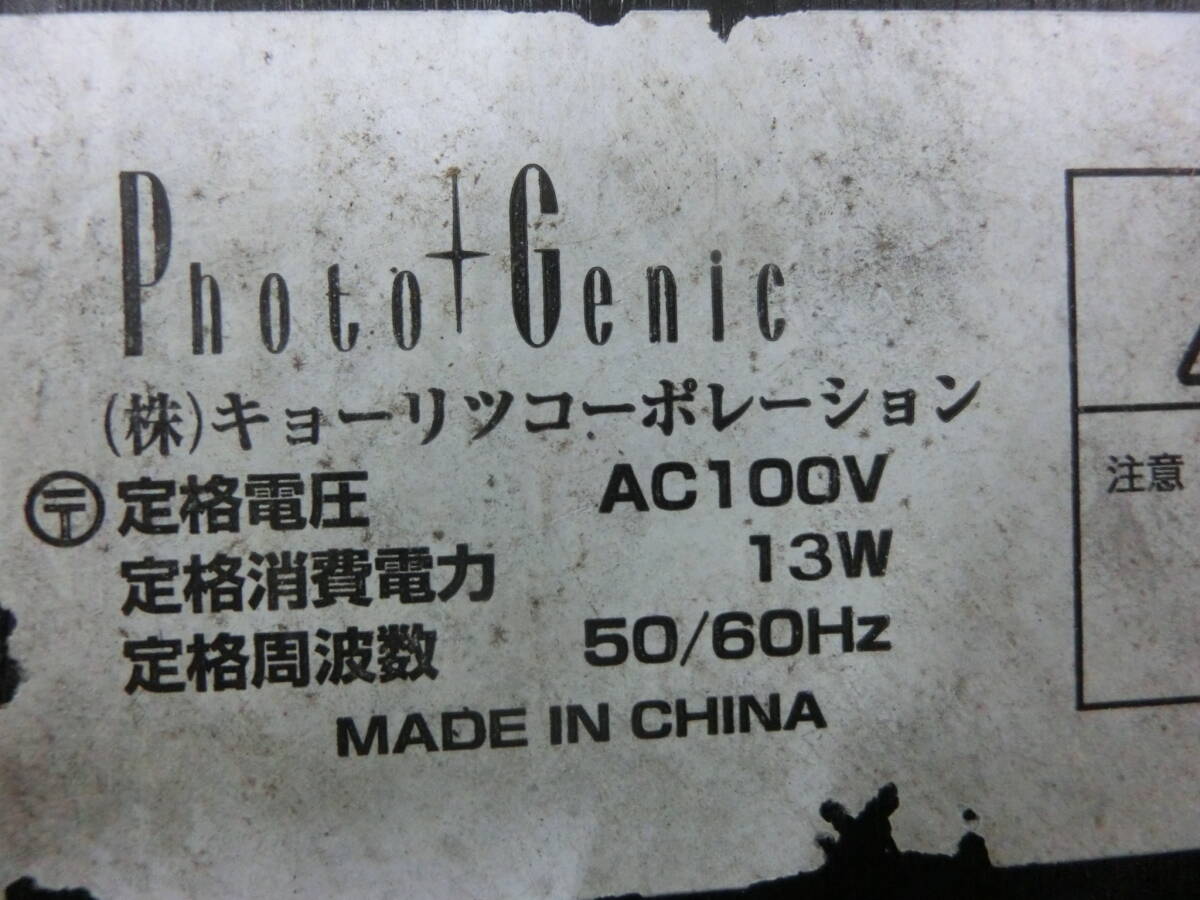 Photo Genic
(株)キョーリツコーポレーション
〒 定格電圧 AC100V
定格消費電力 13W
定格周波数 50/60Hz
MADE IN CHINA
注意